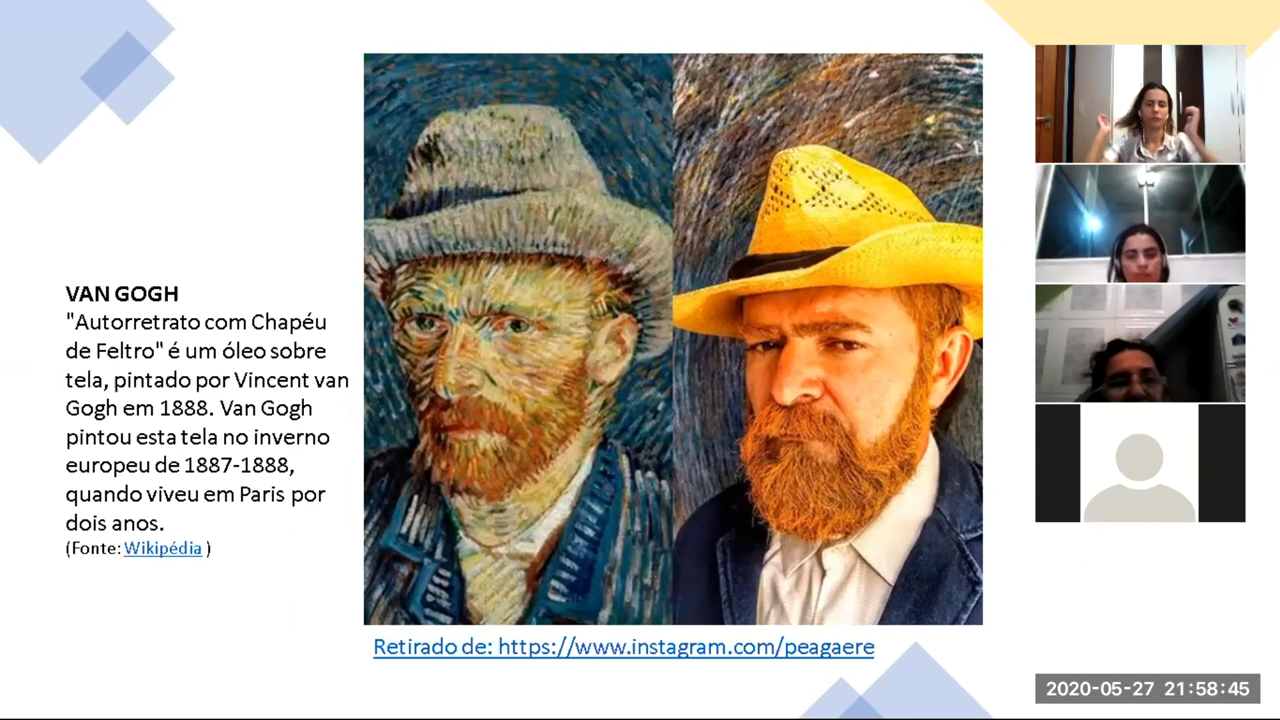 VAN GOGH
"Autorretrato com Chapéu
de Feltro" é um óleo sobre
tela, pintado por Vincent van
Gogh em 1888. Van Gogh
pintou esta tela no inverno
europeu de 1887-1888,
quando viveu em Paris por
dois anos.
(Fonte: Wikipédia )
Retirado de: https://www.instagram.com/peagaere
2020-05-27 21:58:45